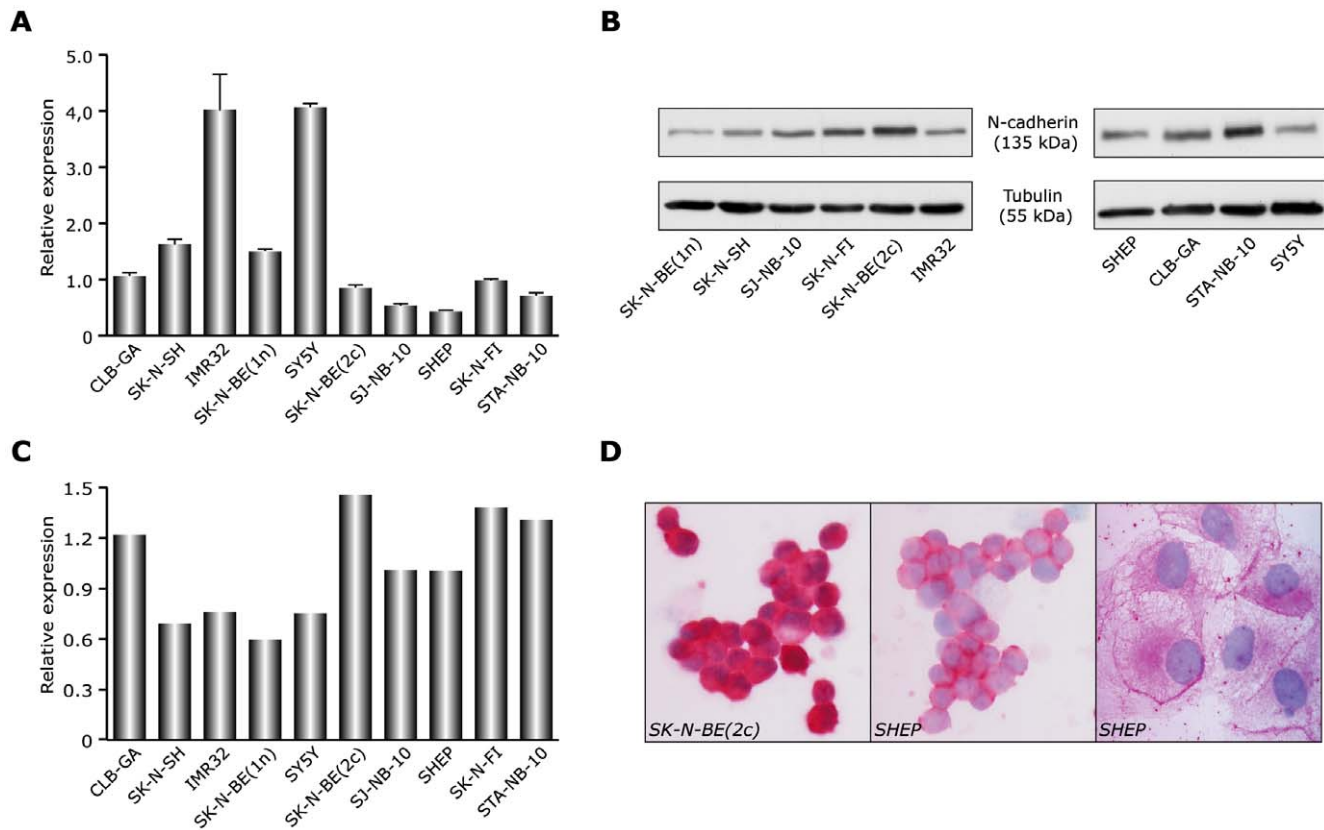 A
Relative expression
5.0
4,0
3.0
2.0
1.0
0
CLB-GA
SK-N-SH
IMR32
SK-N-BE(1n)
SY5Y
SK-N-BE(2c)
SJ-NB-10
SHEP
SK-N-FI
STA-NB-10
B
N-cadherin
(135 kDa)
Tubulin
(55 kDa)
SK-N-BE(1n)
SK-N-SH
SJ-NB-10
SK-N-FI
SK-N-BE(2c)
IMR32
SHEP
CLB-GA
STA-NB-10
SY5Y
C
Relative expression
1.5
1.2
0.9
0.6
0.3
0
CLB-GA
SK-N-SH
IMR32
SK-N-BE(1n)
SY5Y
SK-N-BE(2c)
SJ-NB-10
SHEP
SK-N-FI
STA-NB-10
D
SK-N-BE(2c)
SHEP
SHEP